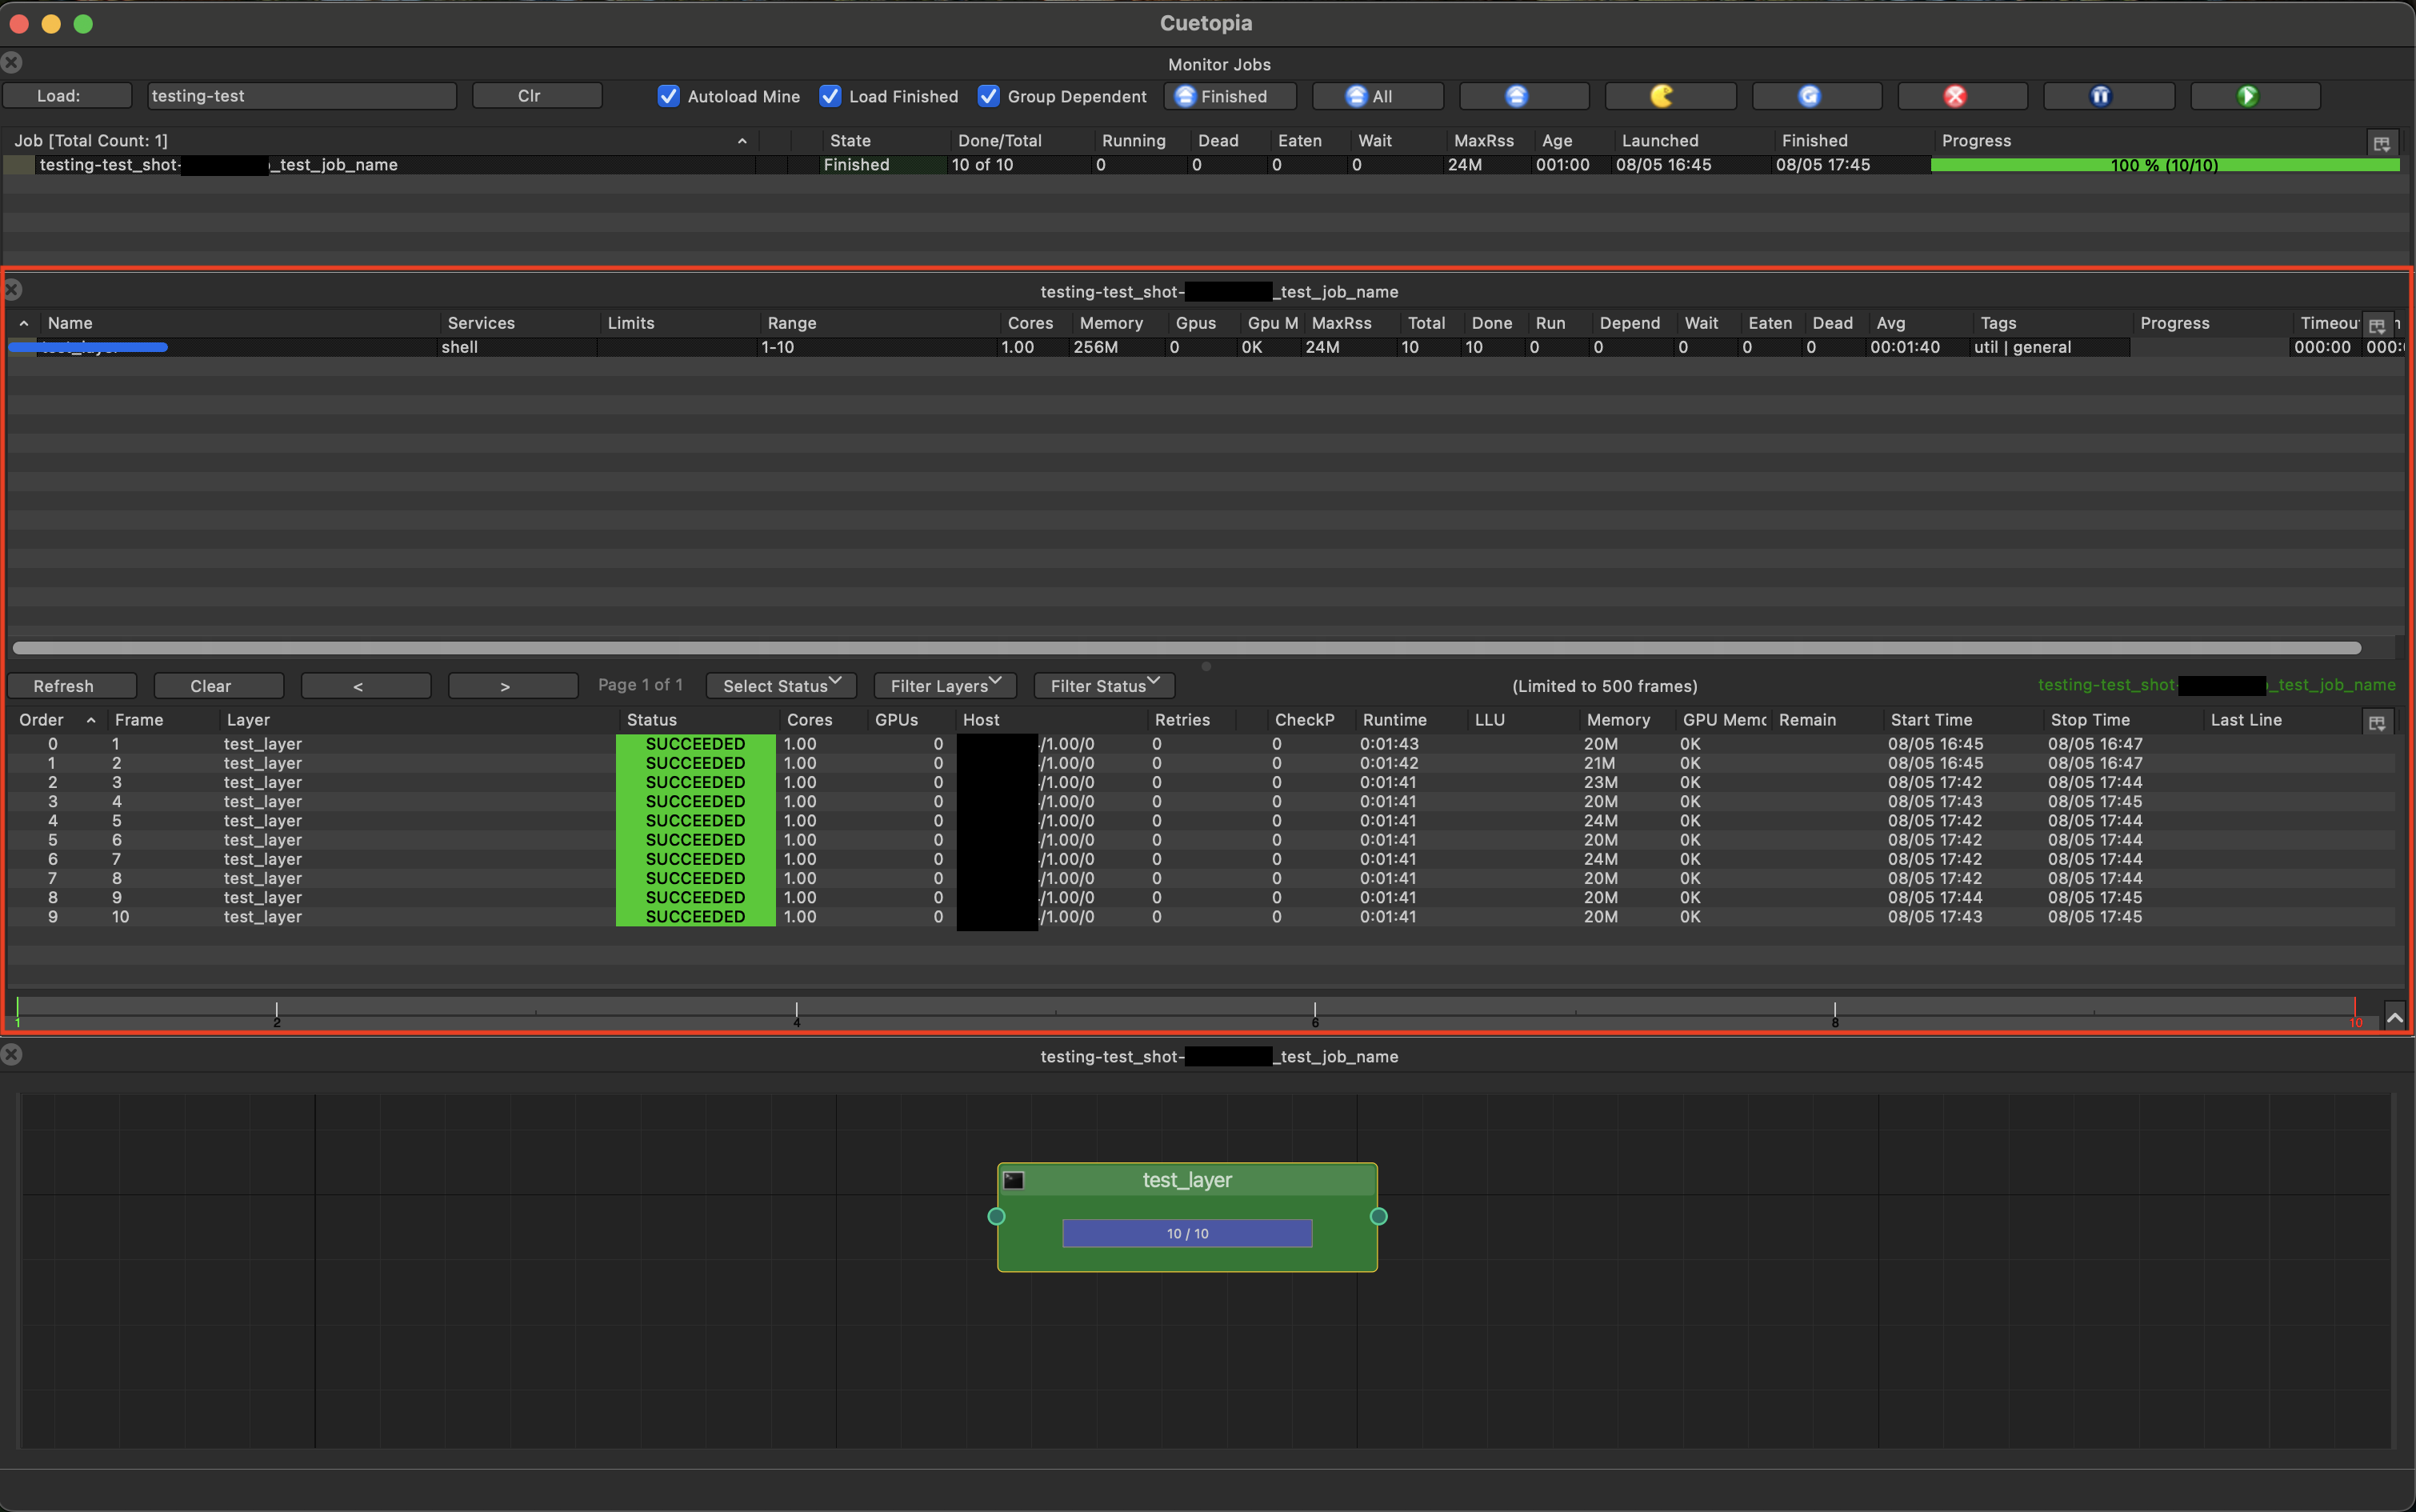 Cuetopia
Monitor Jobs
Load: testing-test Clr Autoload Mine Load Finished Group Dependent Finished All
Job [Total Count: 1] State Done/Total Running Dead Eaten Wait MaxRss Age Launched Finished Progress
testing-test_shot- _test_job_name Finished 10 of 10 0 0 0 0 24M 001:00 08/05 16:45 08/05 17:45 100 % (10/10)
testing-test_shot- _test_job_name
Name Services Limits Range Cores Memory Gpus Gpu M MaxRss Total Done Run Depend Wait Eaten Dead Avg Tags Progress Timeou
test_layer shell 1-10 1.00 256M 0 0K 24M 10 10 0 0 0 0 0 00:01:40 util | general 000:00 000:
Refresh Clear < > Page 1 of 1 Select Status Filter Layers Filter Status (Limited to 500 frames) testing-test_shot- _test_job_name
Order Frame Layer Status Cores GPUs Host Retries CheckP Runtime LLU Memory GPU Memc Remain Start Time Stop Time Last Line
0 1 test_layer SUCCEEDED 1.00 0 /1.00/0 0 0 0:01:43 20M 0K 08/05 16:45 08/05 16:47
1 2 test_layer SUCCEEDED 1.00 0 /1.00/0 0 0 0:01:42 21M 0K 08/05 16:45 08/05 16:47
2 3 test_layer SUCCEEDED 1.00 0 /1.00/0 0 0 0:01:41 23M 0K 08/05 17:42 08/05 17:44
3 4 test_layer SUCCEEDED 1.00 0 /1.00/0 0 0 0:01:41 20M 0K 08/05 17:43 08/05 17:45
4 5 test_layer SUCCEEDED 1.00 0 /1.00/0 0 0 0:01:41 24M 0K 08/05 17:42 08/05 17:44
5 6 test_layer SUCCEEDED 1.00 0 /1.00/0 0 0 0:01:41 20M 0K 08/05 17:42 08/05 17:44
6 7 test_layer SUCCEEDED 1.00 0 /1.00/0 0 0 0:01:41 24M 0K 08/05 17:42 08/05 17:44
7 8 test_layer SUCCEEDED 1.00 0 /1.00/0 0 0 0:01:41 20M 0K 08/05 17:42 08/05 17:44
8 9 test_layer SUCCEEDED 1.00 0 /1.00/0 0 0 0:01:41 20M 0K 08/05 17:44 08/05 17:45
9 10 test_layer SUCCEEDED 1.00 0 /1.00/0 0 0 0:01:41 20M 0K 08/05 17:43 08/05 17:45
1 2 4 6 8 10
testing-test_shot- _test_job_name
test_layer
10 / 10